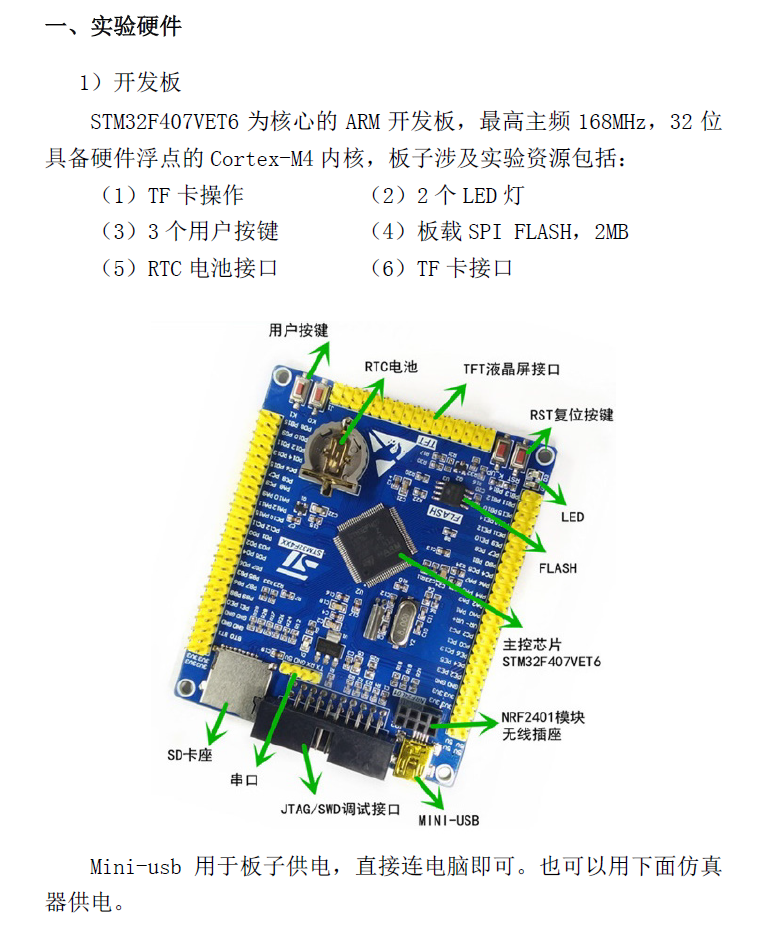 一、实验硬件
1）开发板
STM32F407VET6 为核心的 ARM 开发板，最高主频 168MHz，32 位
具备硬件浮点的 Cortex-M4 内核，板子涉及实验资源包括：
（1）TF 卡操作 （2）2 个 LED 灯
（3）3 个用户按键 （4）板载 SPI FLASH，2MB
（5）RTC 电池接口 （6）TF 卡接口
用户按键
RTC电池
TFT液晶屏接口
RST复位按键
LED
FLASH
主控芯片
STM32F407VET6
NRF2401模块
无线插座
SD卡座
串口
JTAG/SWD调试接口
MINI-USB
TFT
FLASH
STM32F4XX
Mini-usb 用于板子供电，直接连电脑即可。也可以用下面仿真
器供电。